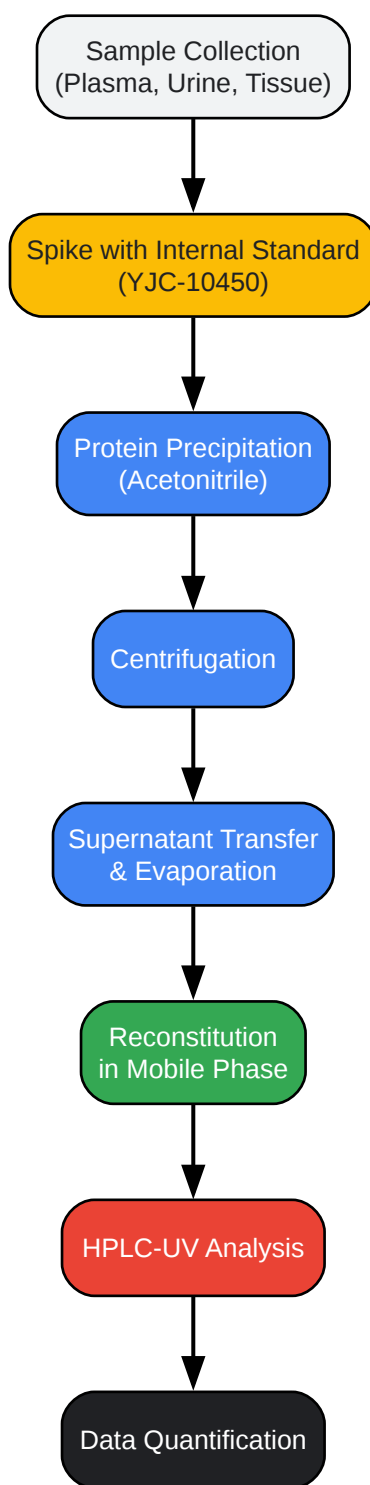 Sample Collection
(Plasma, Urine, Tissue)
Spike with Internal Standard
(YJC-10450)
Protein Precipitation
(Acetonitrile)
Centrifugation
Supernatant Transfer
& Evaporation
Reconstitution
in Mobile Phase
HPLC-UV Analysis
Data Quantification